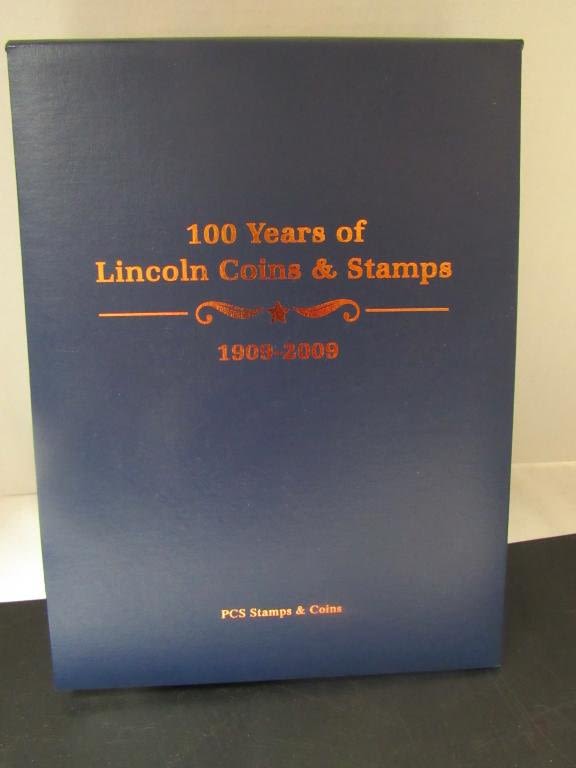 100 Years of
Lincoln Coins & Stamps
1909-2009
PCS Stamps & Coins